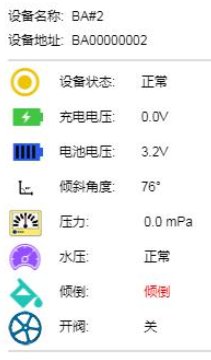 设备名称: BA#2
设备地址: BA00000002
设备状态: 正常
充电电压: 0.0V
电池电压: 3.2V
倾斜角度: 76°
压力: 0.0 mPa
水压: 正常
倾倒: 倾倒
开阀: 关